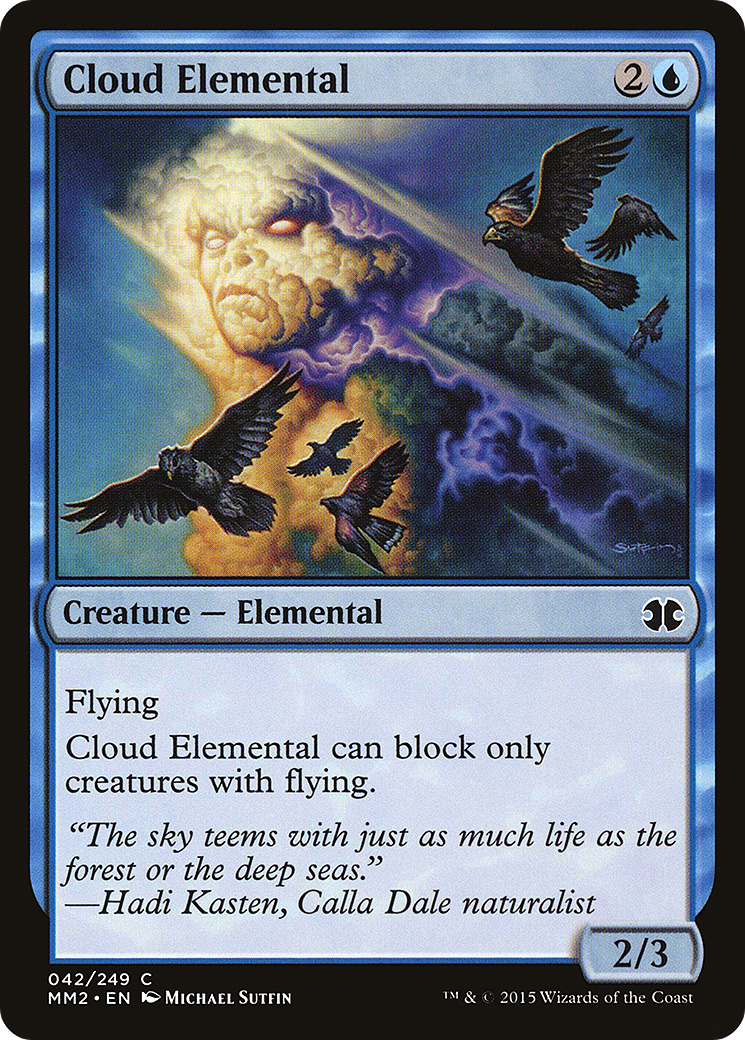 Cloud Elemental 2
Creature — Elemental
Flying
Cloud Elemental can block only
creatures with flying.
“The sky teems with just as much life as the
forest or the deep seas.”
—Hadi Kasten, Calla Dale naturalist
2/3
042/249 C
MM2 • EN Michael Sutfin
™ & © 2015 Wizards of the Coast